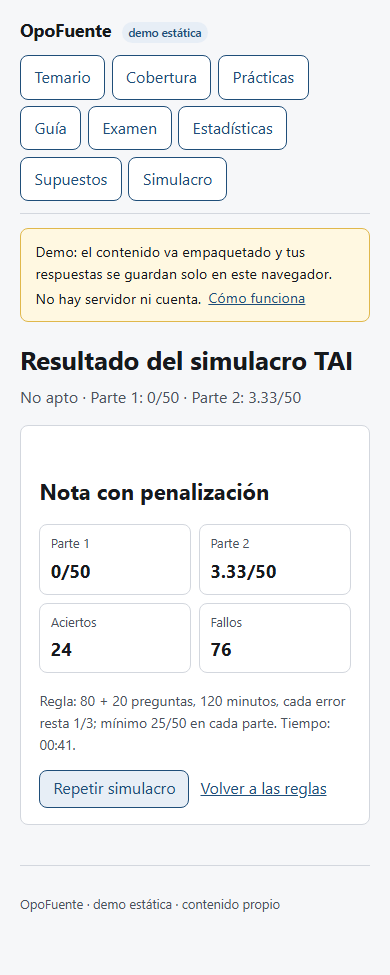 OpoFuente demo estática
Temario Cobertura Prácticas
Guía Examen Estadísticas
Supuestos Simulacro
Demo: el contenido va empaquetado y tus
respuestas se guardan solo en este navegador.
No hay servidor ni cuenta. Cómo funciona
Resultado del simulacro TAI
No apto · Parte 1: 0/50 · Parte 2: 3.33/50
Nota con penalización
Parte 1 Parte 2
0/50 3.33/50
Aciertos Fallos
24 76
Regla: 80 + 20 preguntas, 120 minutos, cada error
resta 1/3; mínimo 25/50 en cada parte. Tiempo:
00:41.
Repetir simulacro Volver a las reglas
OpoFuente · demo estática · contenido propio